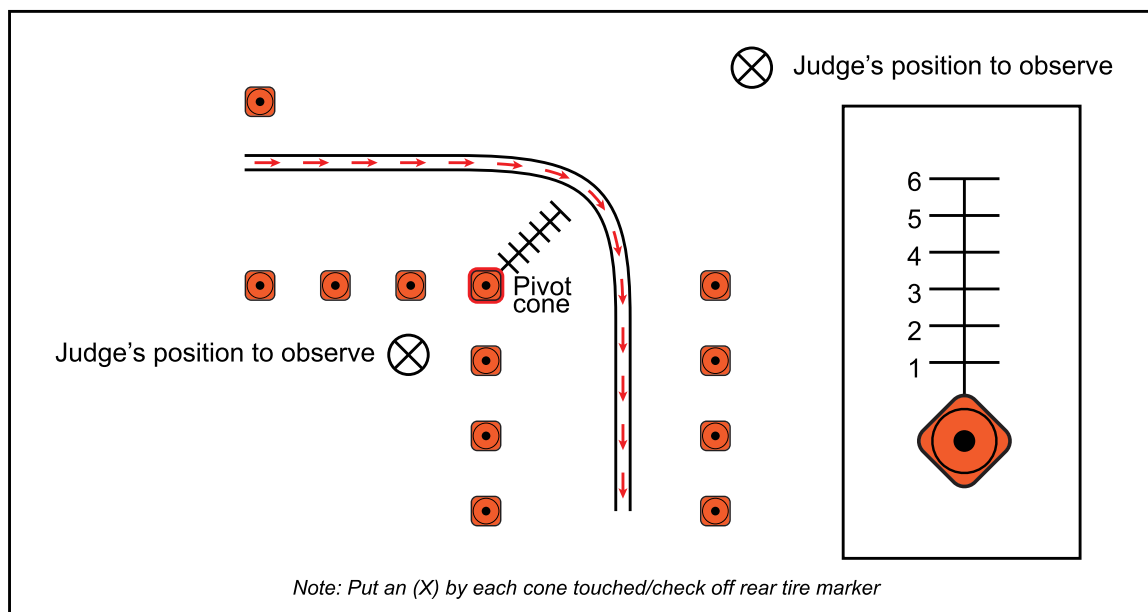 Judge's position to observe
Pivot
cone
Judge's position to observe
6
5
4
3
2
1
Note: Put an (X) by each cone touched/check off rear tire marker